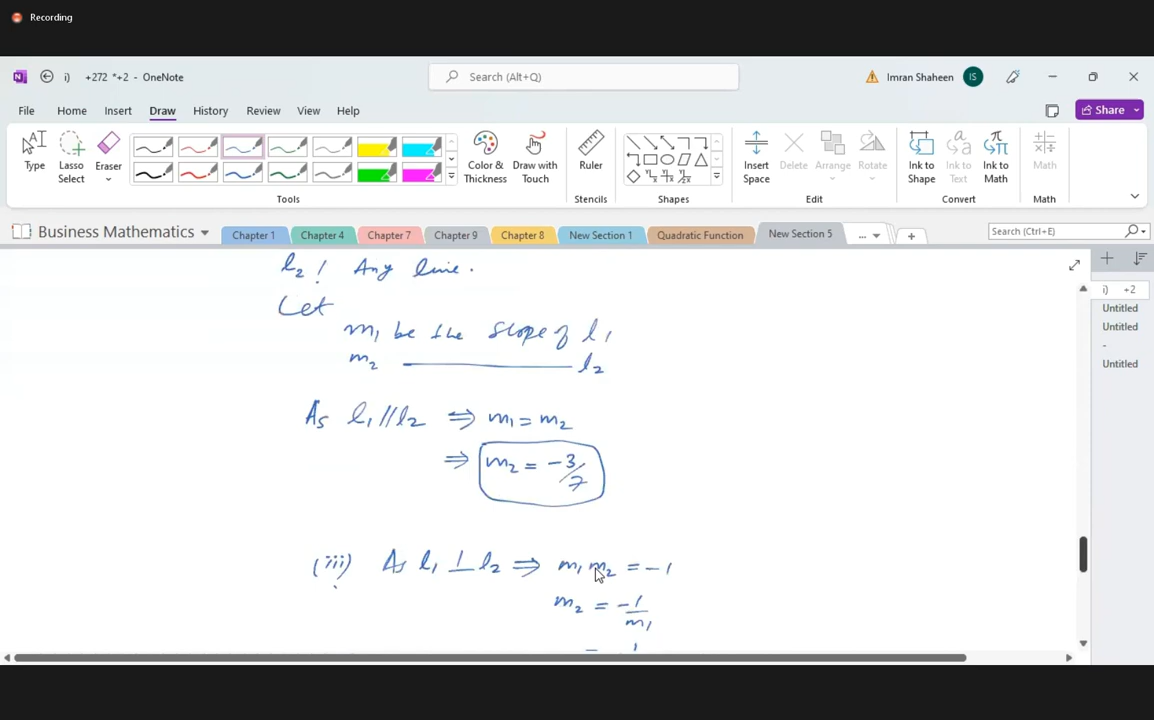 Recording
i) +272 *+2 - OneNote
Search (Alt+Q)
Imran Shaheen IS
File Home Insert Draw History Review View Help
Share
Type Lasso Select Eraser
Color & Thickness Draw with Touch
Ruler
Insert Space Delete Arrange Rotate
Ink to Shape Ink to Text Ink to Math Math
Tools Stencils Shapes Edit Convert Math
Business Mathematics Chapter 1 Chapter 4 Chapter 7 Chapter 9 Chapter 8 New Section 1 Quadratic Function New Section 5 ...
Search (Ctrl+E)
i) +2
Untitled
Untitled
-
Untitled
l₂! Any line.
Let
m₁ be the slope of l₁
m₂ ———— l₂
As l₁ // l₂ ⇒ m₁ = m₂
⇒ m₂ = -3/7
(iii) As l₁ ⊥ l₂ ⇒ m₁ m₂ = -1
m₂ = -1/m₁